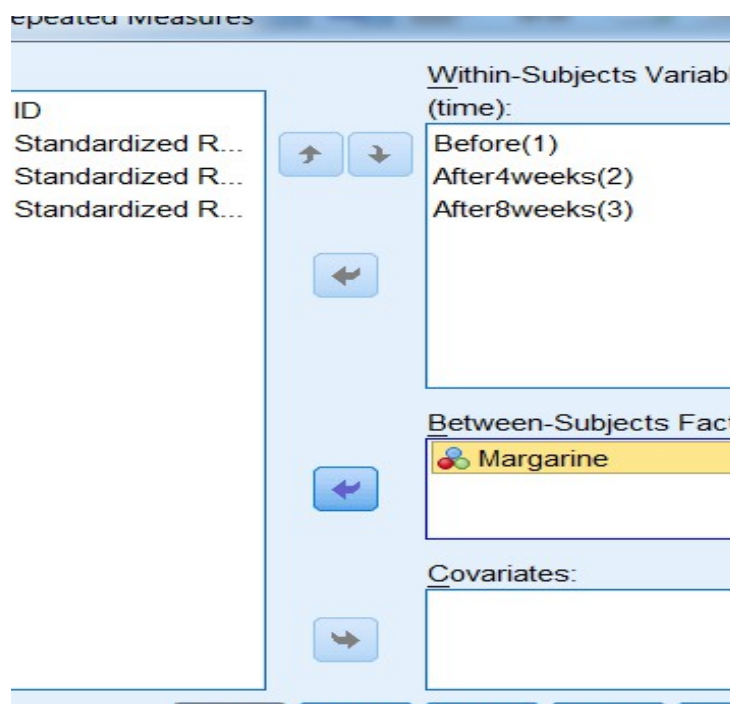 epeated Measures
ID
Standardized R...
Standardized R...
Standardized R...
Within-Subjects Variabl
(time):
Before(1)
After4weeks(2)
After8weeks(3)
Between-Subjects Fact
Margarine
Covariates: